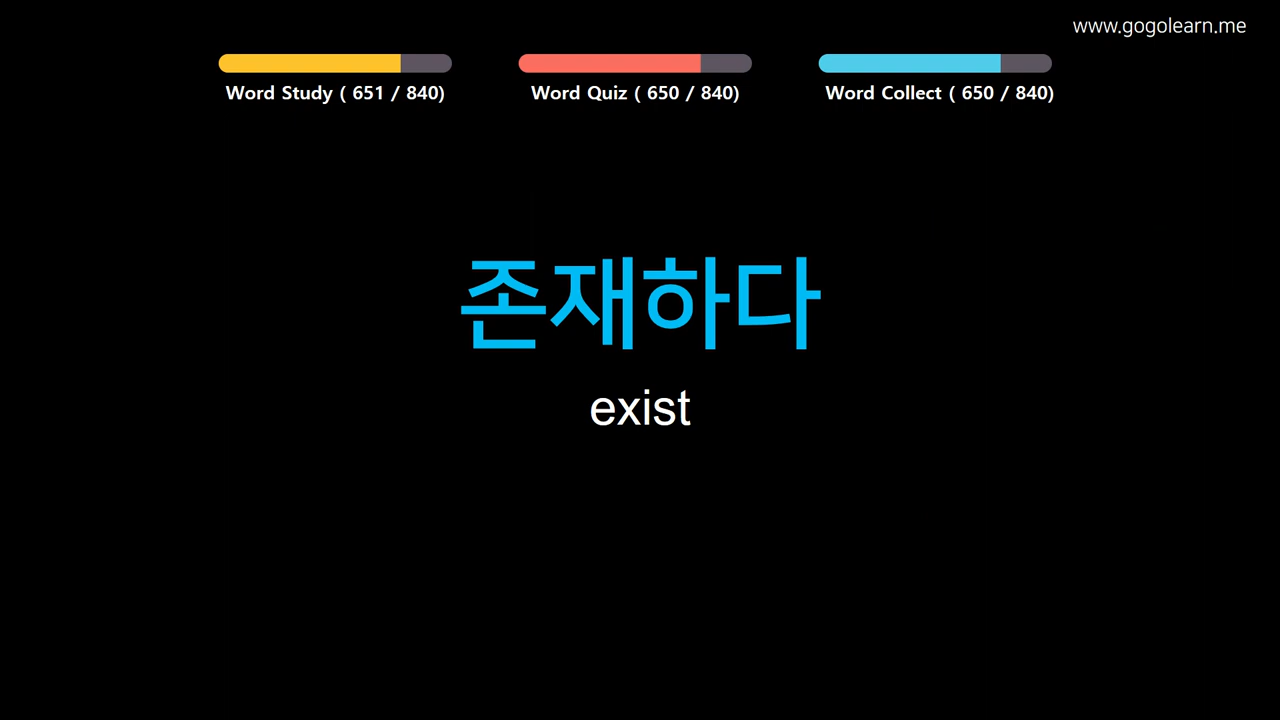 www.gogolearn.me
Word Study ( 651 / 840)
Word Quiz ( 650 / 840)
Word Collect ( 650 / 840)
존재하다
exist